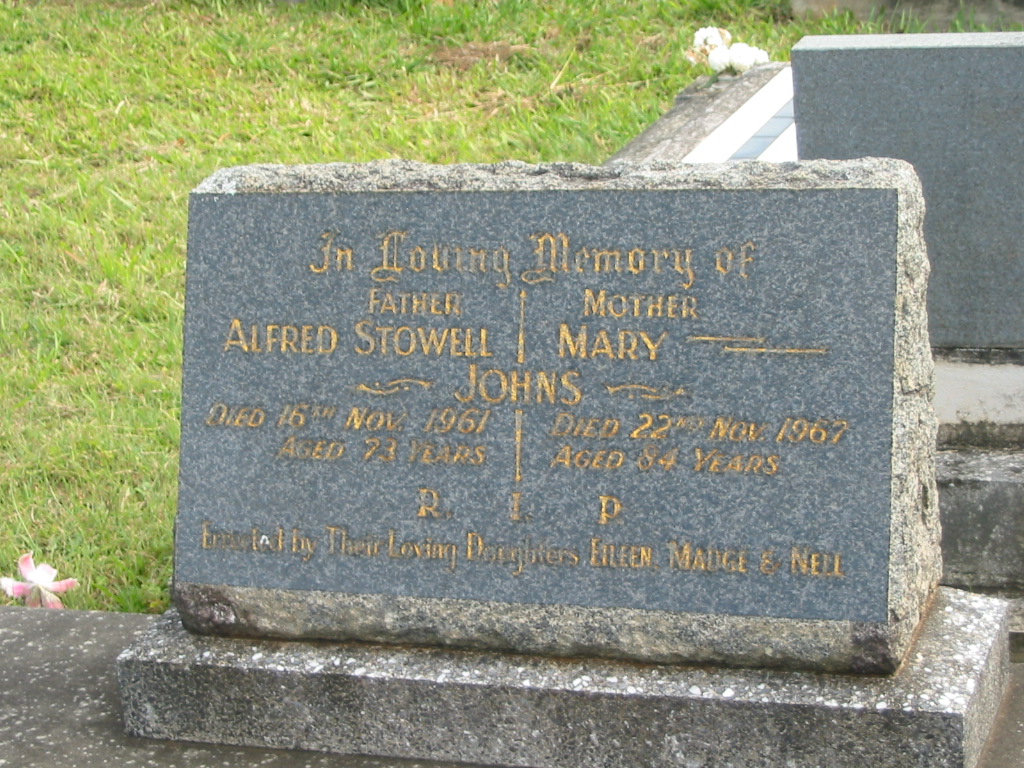 In Loving Memory of
FATHER MOTHER
ALFRED STOWELL MARY
JOHNS
DIED 16TH NOV. 1961 DIED 22ND NOV. 1967
AGED 73 YEARS AGED 84 YEARS
R. I. P.
Erected by Their Loving Daughters EILEEN, MADGE & NELL